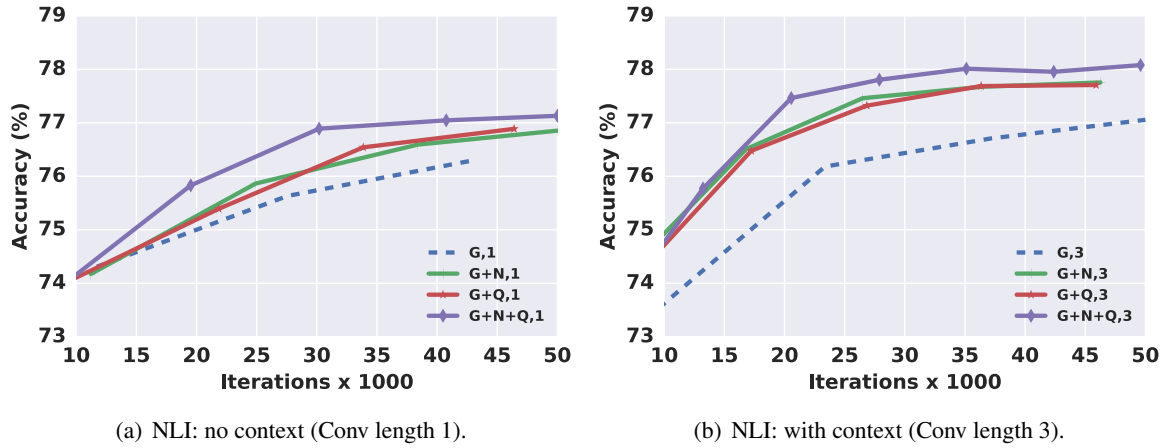 79
78
77
76
75
74
73
Accuracy (%)
G,1
G+N,1
G+Q,1
G+N+Q,1
10 15 20 25 30 35 40 45 50
Iterations x 1000
(a) NLI: no context (Conv length 1).
79
78
77
76
75
74
73
Accuracy (%)
G,3
G+N,3
G+Q,3
G+N+Q,3
10 15 20 25 30 35 40 45 50
Iterations x 1000
(b) NLI: with context (Conv length 3).